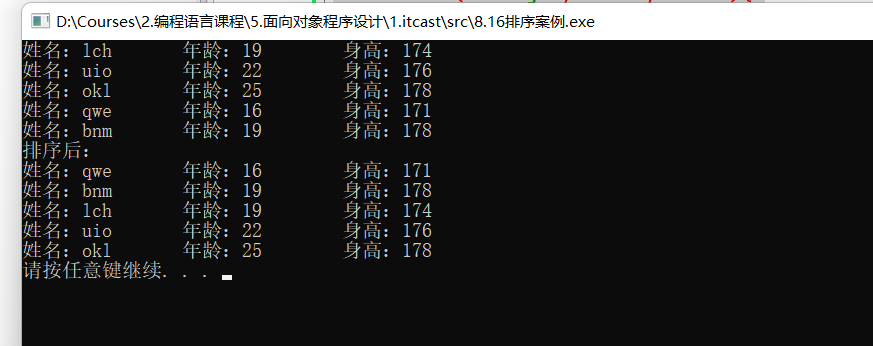 D:\Courses\2.编程语言课程\5.面向对象程序设计\1.itcast\src\8.16排序案例.exe
姓名：lch 年龄：19 身高：174
姓名：uio 年龄：22 身高：176
姓名：okl 年龄：25 身高：178
姓名：qwe 年龄：16 身高：171
姓名：bnm 年龄：19 身高：178
排序后：
姓名：qwe 年龄：16 身高：171
姓名：bnm 年龄：19 身高：178
姓名：lch 年龄：19 身高：174
姓名：uio 年龄：22 身高：176
姓名：okl 年龄：25 身高：178
请按任意键继续. . .